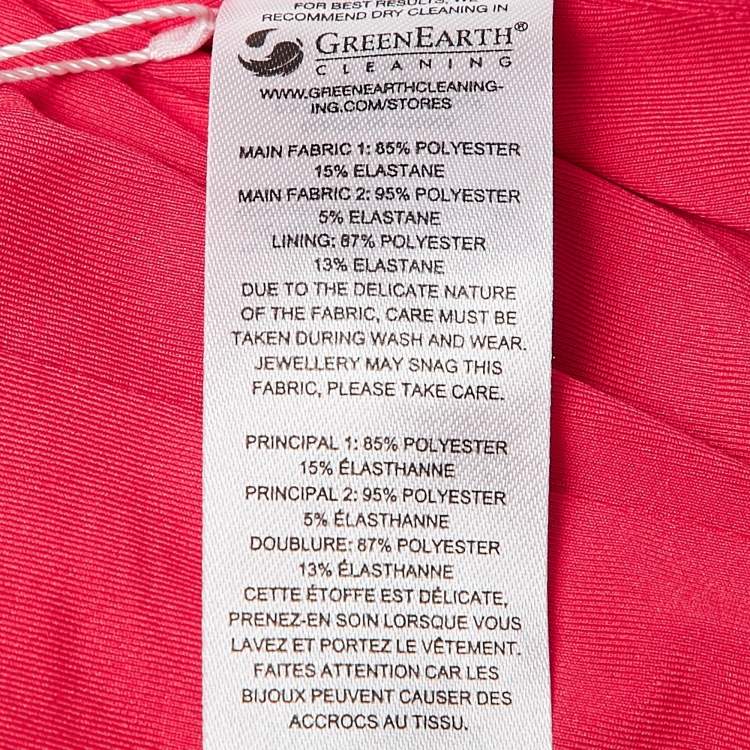 FOR BEST RESULTS, WE
RECOMMEND DRY CLEANING IN
GREENEARTH®
CLEANING
WWW.GREENEARTHCLEANING-
ING.COM/STORES
MAIN FABRIC 1: 85% POLYESTER
15% ELASTANE
MAIN FABRIC 2: 95% POLYESTER
5% ELASTANE
LINING: 87% POLYESTER
13% ELASTANE
DUE TO THE DELICATE NATURE
OF THE FABRIC, CARE MUST BE
TAKEN DURING WASH AND WEAR.
JEWELLERY MAY SNAG THIS
FABRIC, PLEASE TAKE CARE.
PRINCIPAL 1: 85% POLYESTER
15% ÉLASTHANNE
PRINCIPAL 2: 95% POLYESTER
5% ÉLASTHANNE
DOUBLURE: 87% POLYESTER
13% ÉLASTHANNE
CETTE ÉTOFFE EST DÉLICATE,
PRENEZ-EN SOIN LORSQUE VOUS
LAVEZ ET PORTEZ LE VÊTEMENT.
FAITES ATTENTION CAR LES
BIJOUX PEUVENT CAUSER DES
ACCROCS AU TISSU.